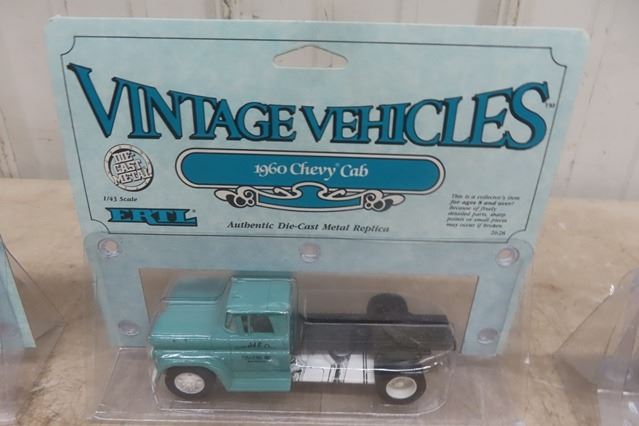 VINTAGE VEHICLES™
DIE-
CAST
METAL
1960 Chevy® Cab
1/43 Scale
ERTL
Authentic Die-Cast Metal Replica
This is a collector's item
for ages 8 and over!
Because of finely
detailed parts, sharp
points or small pieces
may occur if broken.
2626